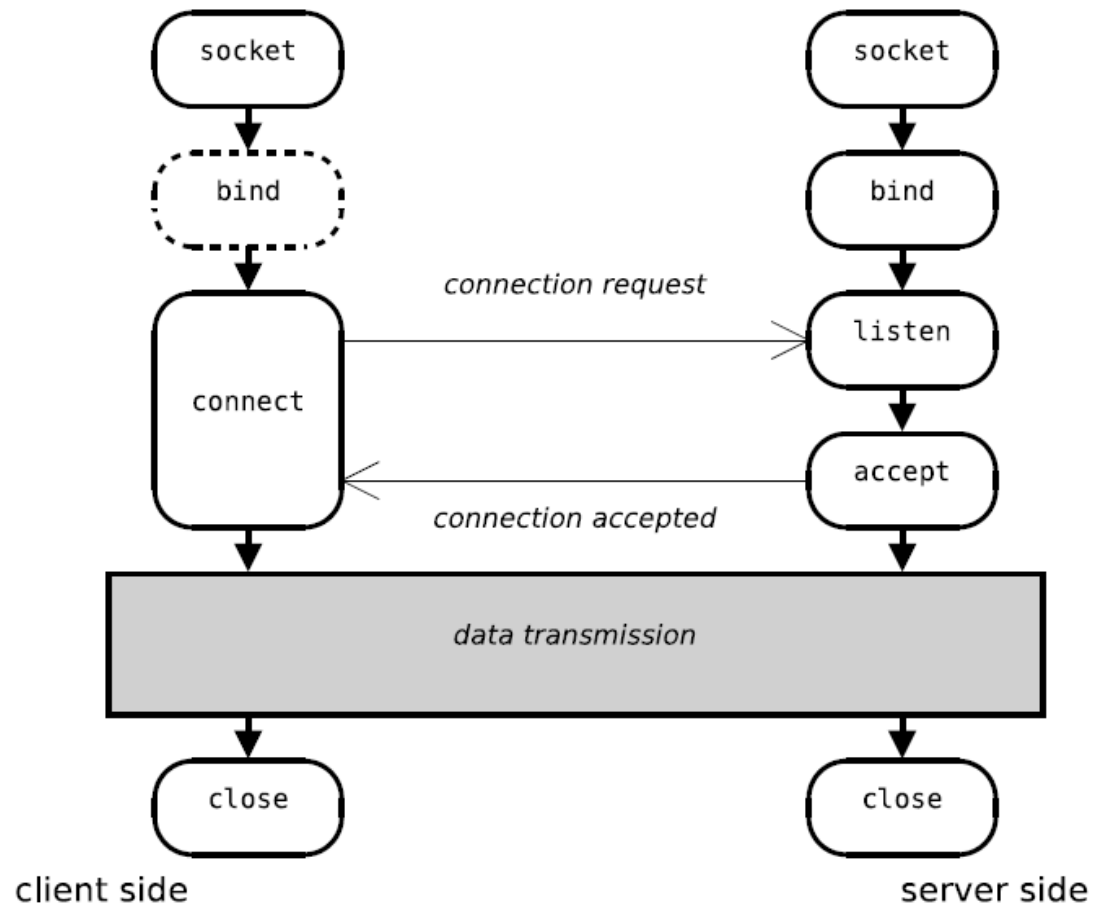 socket
socket
bind
bind
connection request
listen
connect
accept
connection accepted
data transmission
close
close
client side
server side